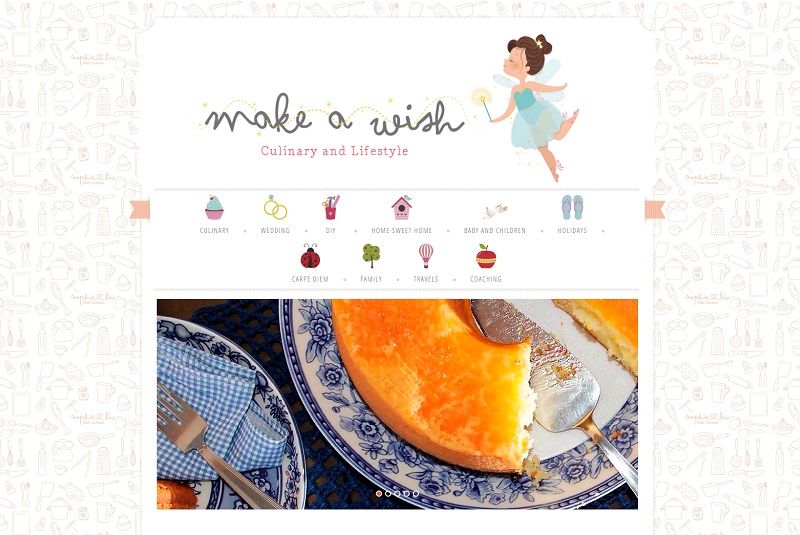 make a wish
Culinary and Lifestyle
CULINARY
WEDDING
DIY
HOME SWEET HOME
BABY AND CHILDREN
HOLIDAYS
CARPE DIEM
FAMILY
TRAVELS
COACHING